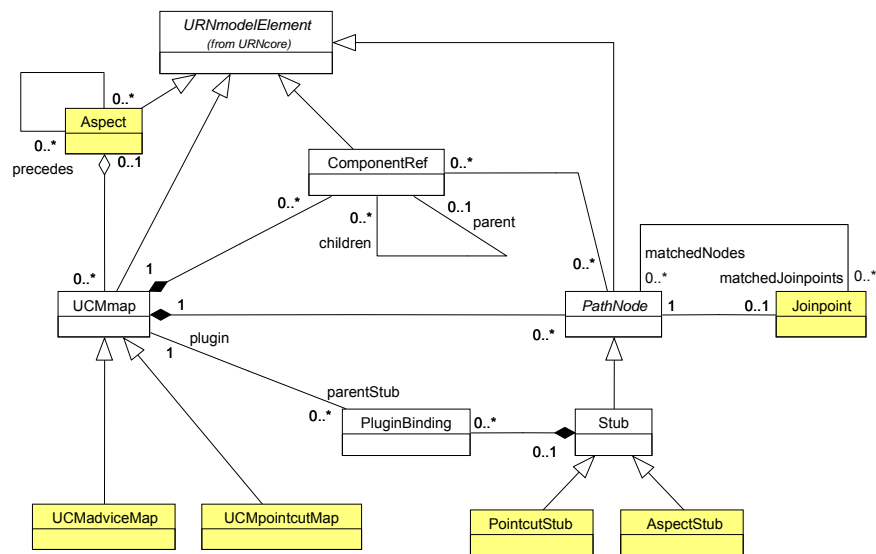 URNmodelElement
(from URNcore)
0..*
Aspect
0..*
0..1
precedes
ComponentRef
0..*
0..*
0..*
0..1
parent
children
matchedNodes
1
0..*
0..*
0..*
matchedJoinpoints
0..*
UCMmap
1
PathNode
1
0..1
Joinpoint
0..*
plugin
1
parentStub
0..*
PluginBinding
0..*
0..1
Stub
UCMadviceMap
UCMpointcutMap
PointcutStub
AspectStub